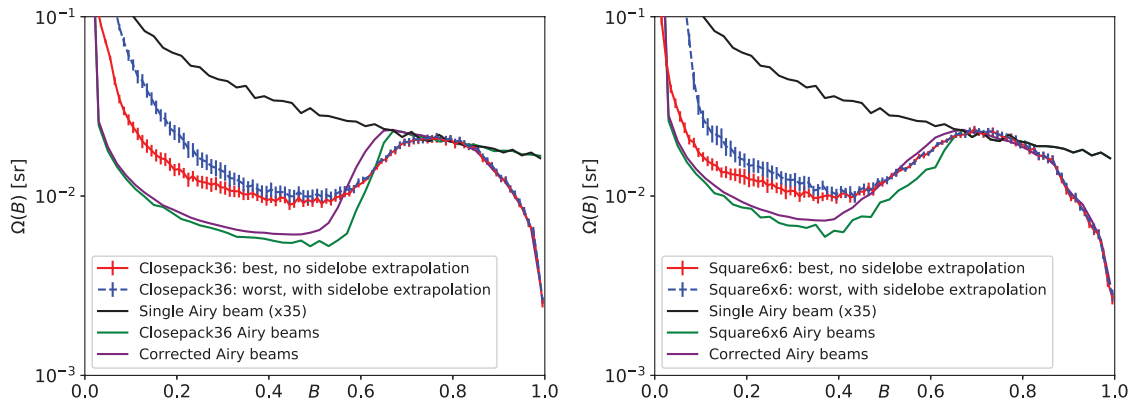 10⁻¹
Ω(B) [sr]
10⁻²
Closepack36: best, no sidelobe extrapolation
Closepack36: worst, with sidelobe extrapolation
Single Airy beam (x35)
Closepack36 Airy beams
Corrected Airy beams
10⁻³
0.0 0.2 0.4 B 0.6 0.8 1.0
10⁻¹
Ω(B) [sr]
10⁻²
Square6x6: best, no sidelobe extrapolation
Square6x6: worst, with sidelobe extrapolation
Single Airy beam (x35)
Square6x6 Airy beams
Corrected Airy beams
10⁻³
0.0 0.2 0.4 B 0.6 0.8 1.0